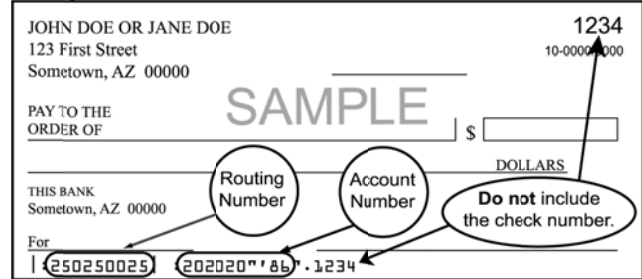 JOHN DOE OR JANE DOE 1234
123 First Street 10-0000/0000
Sometown, AZ 00000
SAMPLE
PAY TO THE
ORDER OF $
DOLLARS
Routing
Number
Account
Number
Do not include
the check number.
THIS BANK
Sometown, AZ 00000
For
250250025 202020"'86".1234